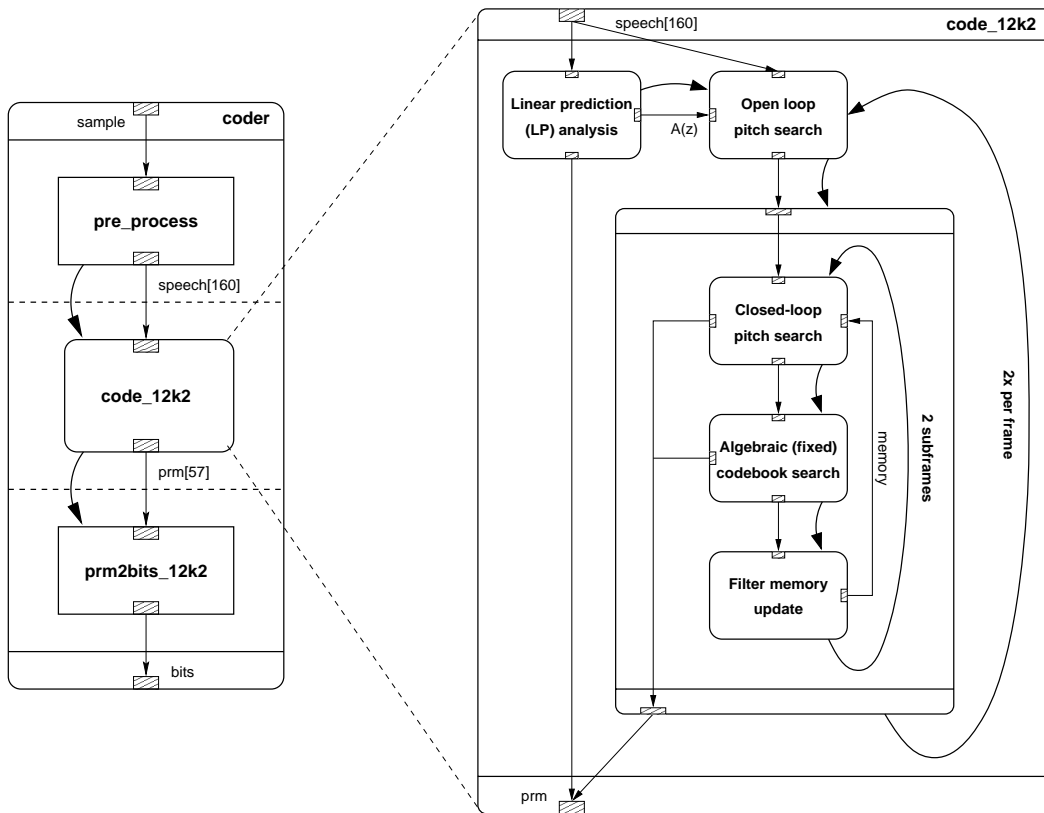 coder
sample
pre_process
speech[160]
code_12k2
prm[57]
prm2bits_12k2
bits
code_12k2
speech[160]
Linear prediction
(LP) analysis
A(z)
Open loop
pitch search
Closed-loop
pitch search
Algebraic (fixed)
codebook search
Filter memory
update
memory
2 subframes
2x per frame
prm